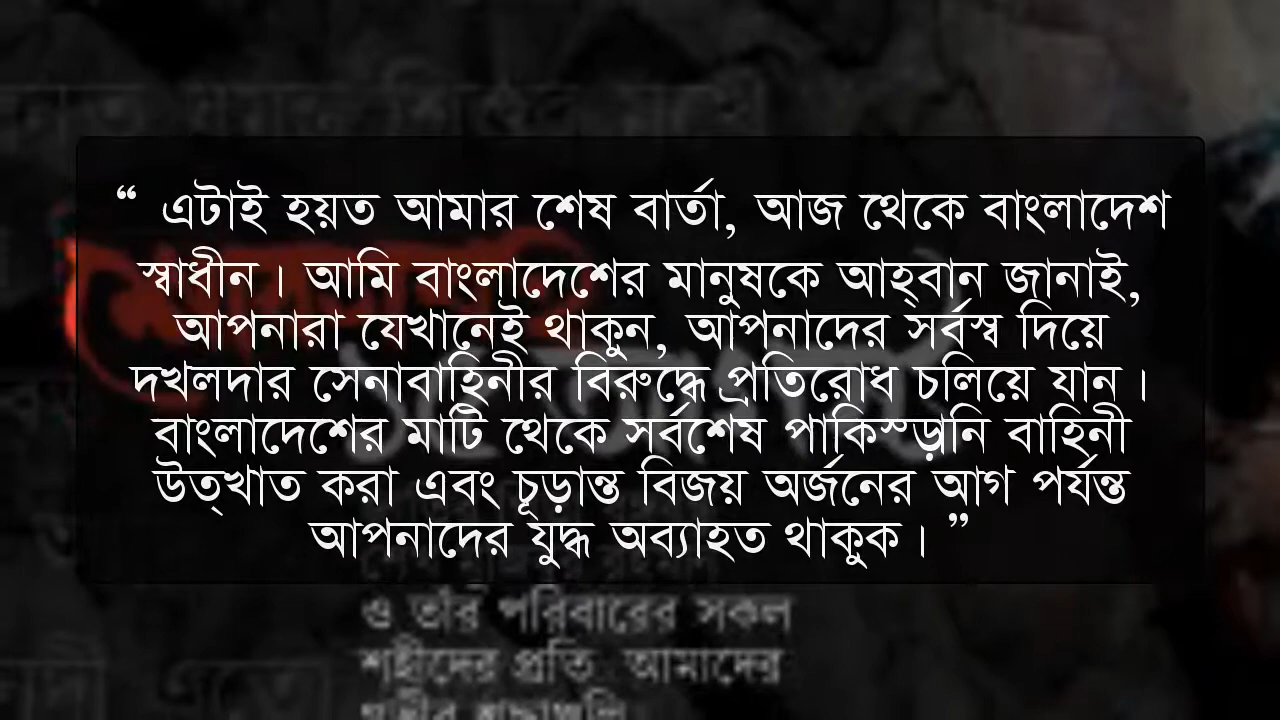 “ এটাই হয়ত আমার শেষ বার্তা, আজ থেকে বাংলাদেশ
স্বাধীন। আমি বাংলাদেশের মানুষকে আহ্‌বান জানাই,
আপনারা যেখানেই থাকুন, আপনাদের সর্বস্ব দিয়ে
দখলদার সেনাবাহিনীর বিরুদ্ধে প্রতিরোধ চলিয়ে যান।
বাংলাদেশের মাটি থেকে সর্বশেষ পাকিস্ড়ানি বাহিনী
উত্খাত করা এবং চূড়ান্ত বিজয় অর্জনের আগ পর্যন্ত
আপনাদের যুদ্ধ অব্যাহত থাকুক। ”
ও তাঁর পরিবারের সকল
শহীদের প্রতি আমাদের